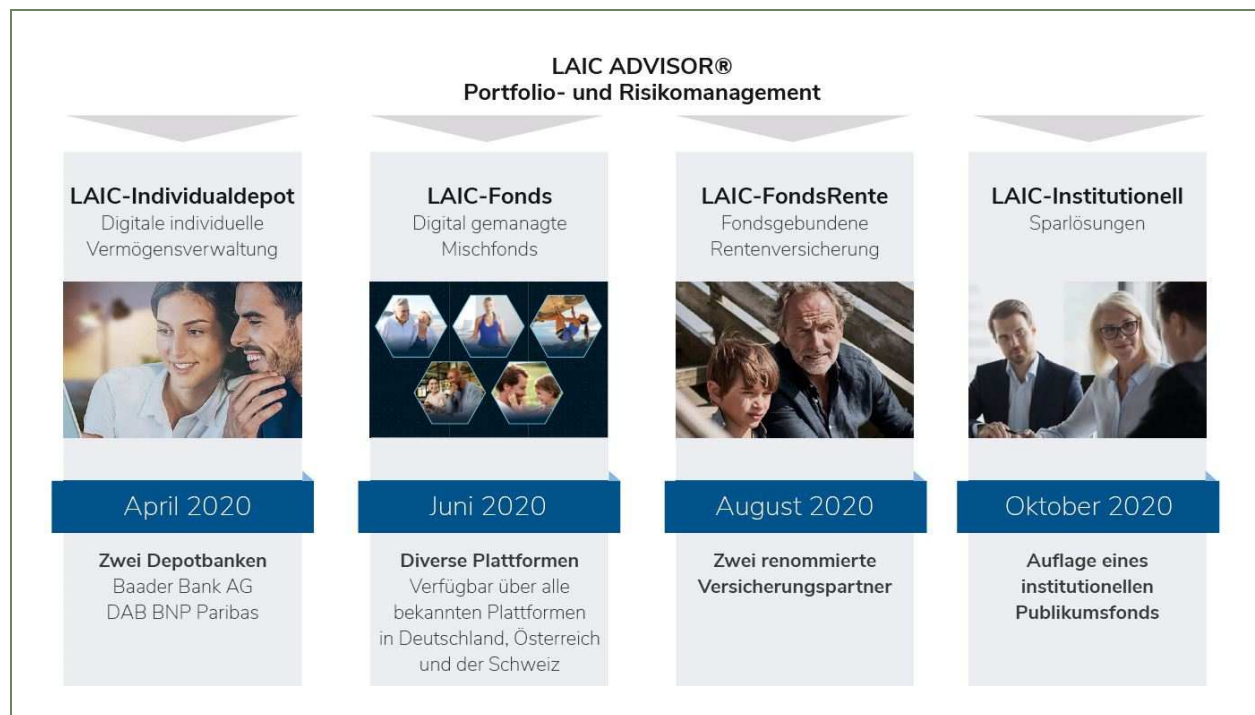 LAIC ADVISOR®
Portfolio- und Risikomanagement
LAIC-Individualdepot
Digitale individuelle
Vermögensverwaltung
April 2020
Zwei Depotbanken
Baader Bank AG
DAB BNP Paribas
LAIC-Fonds
Digital gemanagte
Mischfonds
Juni 2020
Diverse Plattformen
Verfügbar über alle
bekannten Plattformen
in Deutschland, Österreich
und der Schweiz
LAIC-FondsRente
Fondsgebundene
Rentenversicherung
August 2020
Zwei renommierte
Versicherungspartner
LAIC-Institutionell
Sparlösungen
Oktober 2020
Auflage eines
institutionellen
Publikumsfonds